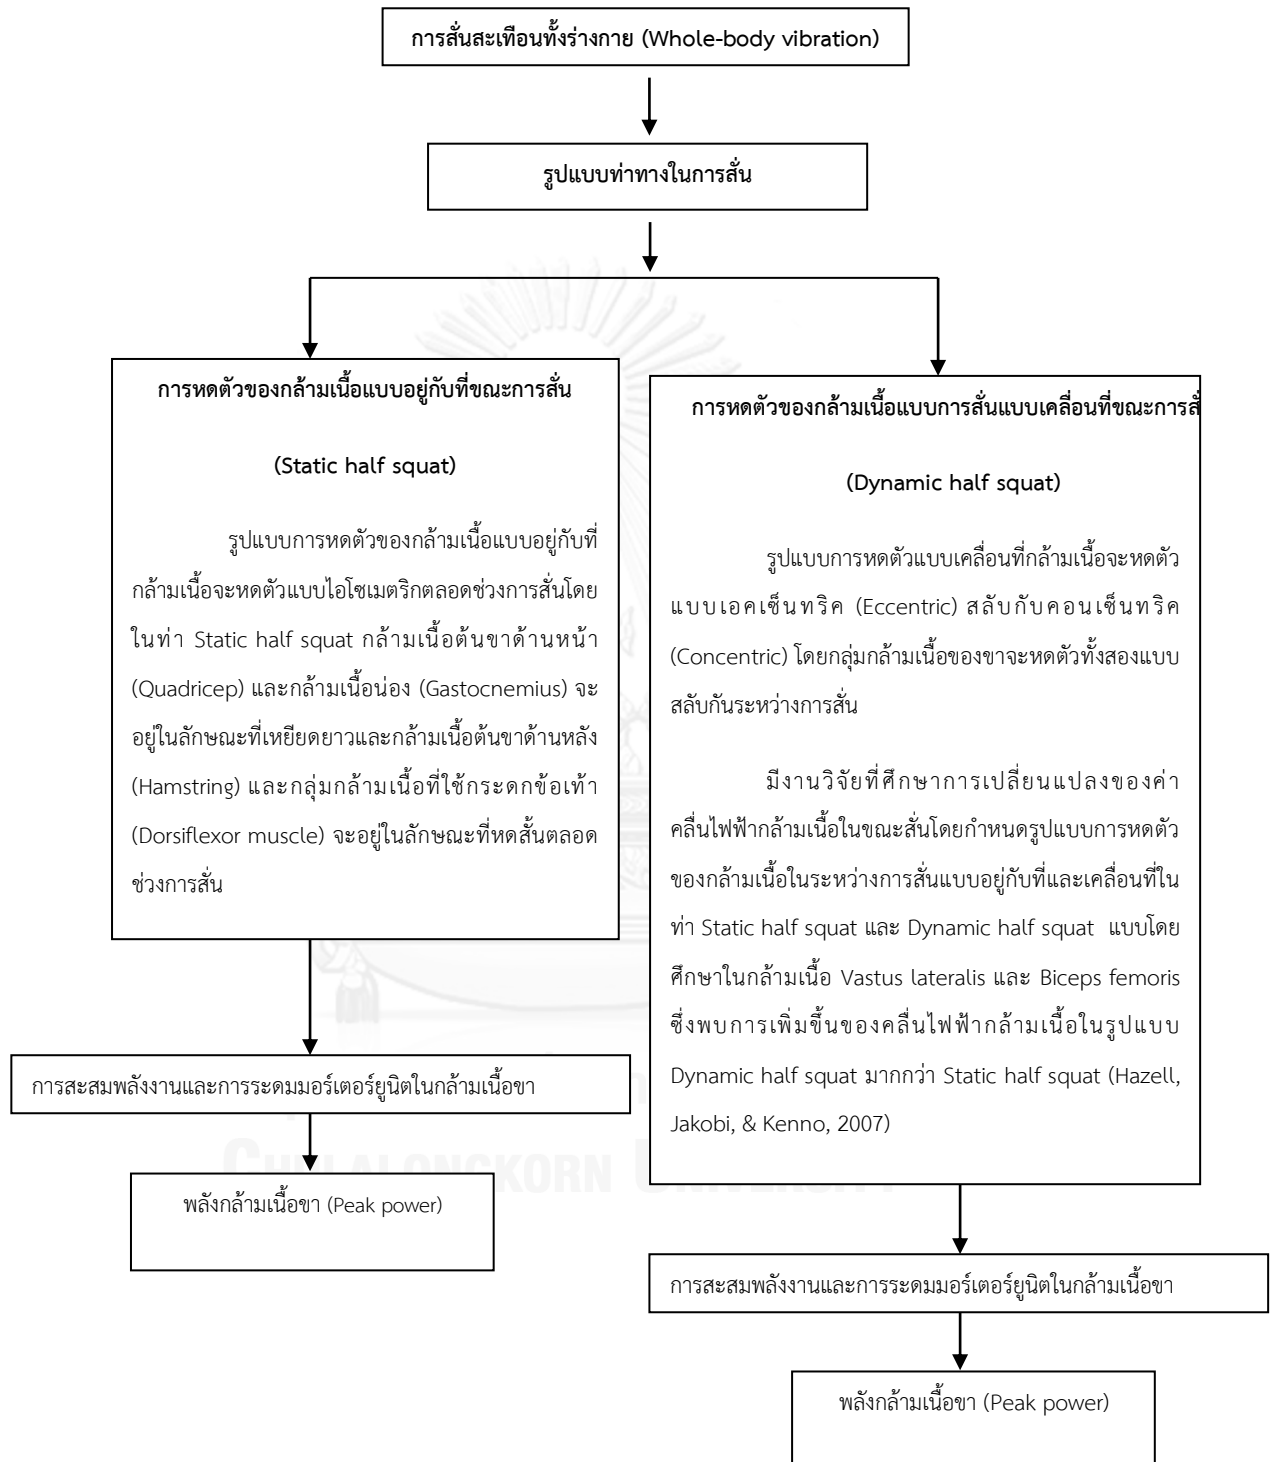 การสั่นสะเทือนทั้งร่างกาย (Whole-body vibration)
รูปแบบท่าทางในการสั่น
การหดตัวของกล้ามเนื้อแบบอยู่กับที่ขณะการสั่น
(Static half squat)
รูปแบบการหดตัวของกล้ามเนื้อแบบอยู่กับที่
กล้ามเนื้อจะหดตัวแบบไอโซเมตริกตลอดช่วงการสั่นโดย
ในท่า Static half squat กล้ามเนื้อต้นขาด้านหน้า
(Quadricep) และกล้ามเนื้อน่อง (Gastocnemius) จะ
อยู่ในลักษณะที่เหยียดยาวและกล้ามเนื้อต้นขาด้านหลัง
(Hamstring) และกลุ่มกล้ามเนื้อที่ใช้กระดกข้อเท้า
(Dorsiflexor muscle) จะอยู่ในลักษณะที่หดสั้นตลอด
ช่วงการสั่น
การสะสมพลังงานและการระดมมอร์เตอร์ยูนิตในกล้ามเนื้อขา
พลังกล้ามเนื้อขา (Peak power)
การหดตัวของกล้ามเนื้อแบบการสั่นแบบเคลื่อนที่ขณะการสั่
(Dynamic half squat)
รูปแบบการหดตัวแบบเคลื่อนที่กล้ามเนื้อจะหดตัว
แบบเอคเซ็นทริค (Eccentric) สลับกับคอนเซ็นทริค
(Concentric) โดยกลุ่มกล้ามเนื้อของขาจะหดตัวทั้งสองแบบ
สลับกันระหว่างการสั่น
มีงานวิจัยที่ศึกษาการเปลี่ยนแปลงของค่า
คลื่นไฟฟ้ากล้ามเนื้อในขณะสั่นโดยกำหนดรูปแบบการหดตัว
ของกล้ามเนื้อในระหว่างการสั่นแบบอยู่กับที่และเคลื่อนที่ใน
ท่า Static half squat และ Dynamic half squat แบบโดย
ศึกษาในกล้ามเนื้อ Vastus lateralis และ Biceps femoris
ซึ่งพบการเพิ่มขึ้นของคลื่นไฟฟ้ากล้ามเนื้อในรูปแบบ
Dynamic half squat มากกว่า Static half squat (Hazell,
Jakobi, & Kenno, 2007)
การสะสมพลังงานและการระดมมอร์เตอร์ยูนิตในกล้ามเนื้อขา
พลังกล้ามเนื้อขา (Peak power)